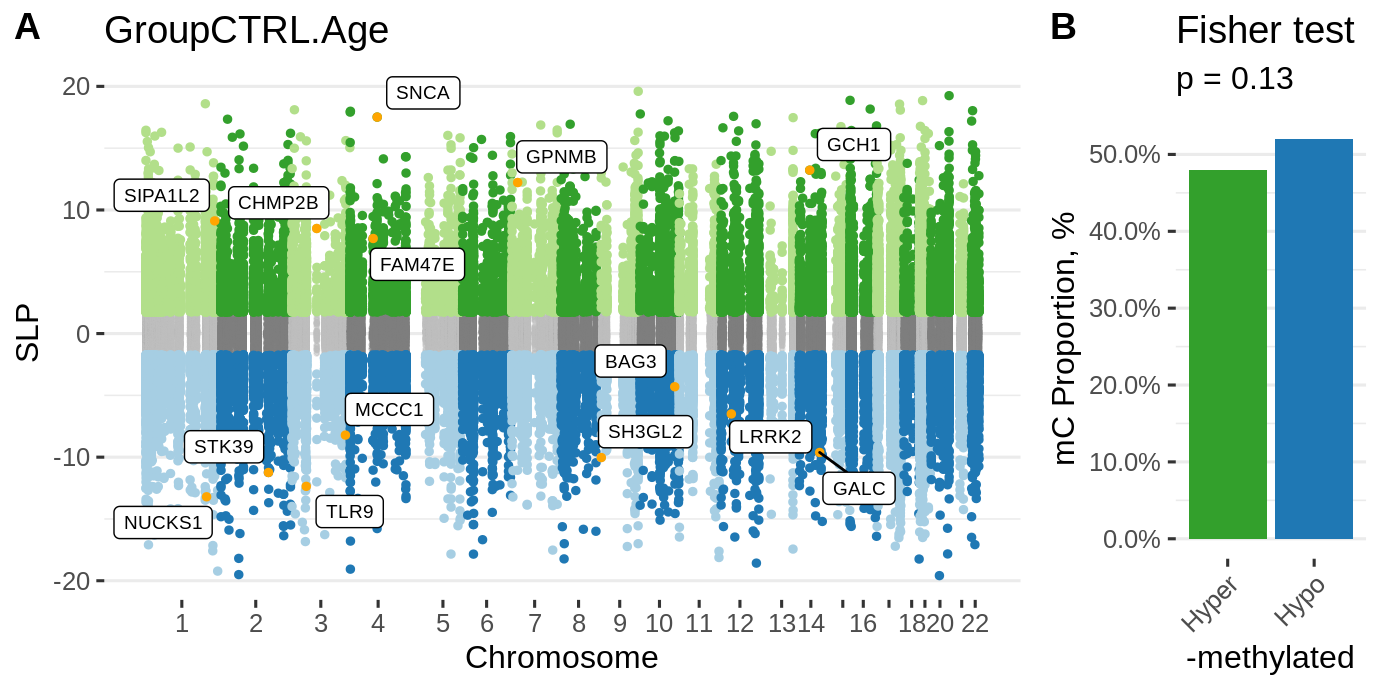 A
GroupCTRL.Age
SLP
20
10
0
-10
-20
SNCA
GPNMB
GCH1
SIPA1L2
CHMP2B
FAM47E
BAG3
MCCC1
SH3GL2
LRRK2
STK39
GALC
TLR9
NUCKS1
1 2 3 4 5 6 7 8 9 10 11 12 13 14 16 18 20 22
Chromosome
B
Fisher test
p = 0.13
mC Proportion, %
50.0%
40.0%
30.0%
20.0%
10.0%
0.0%
Hyper
Hypo
-methylated